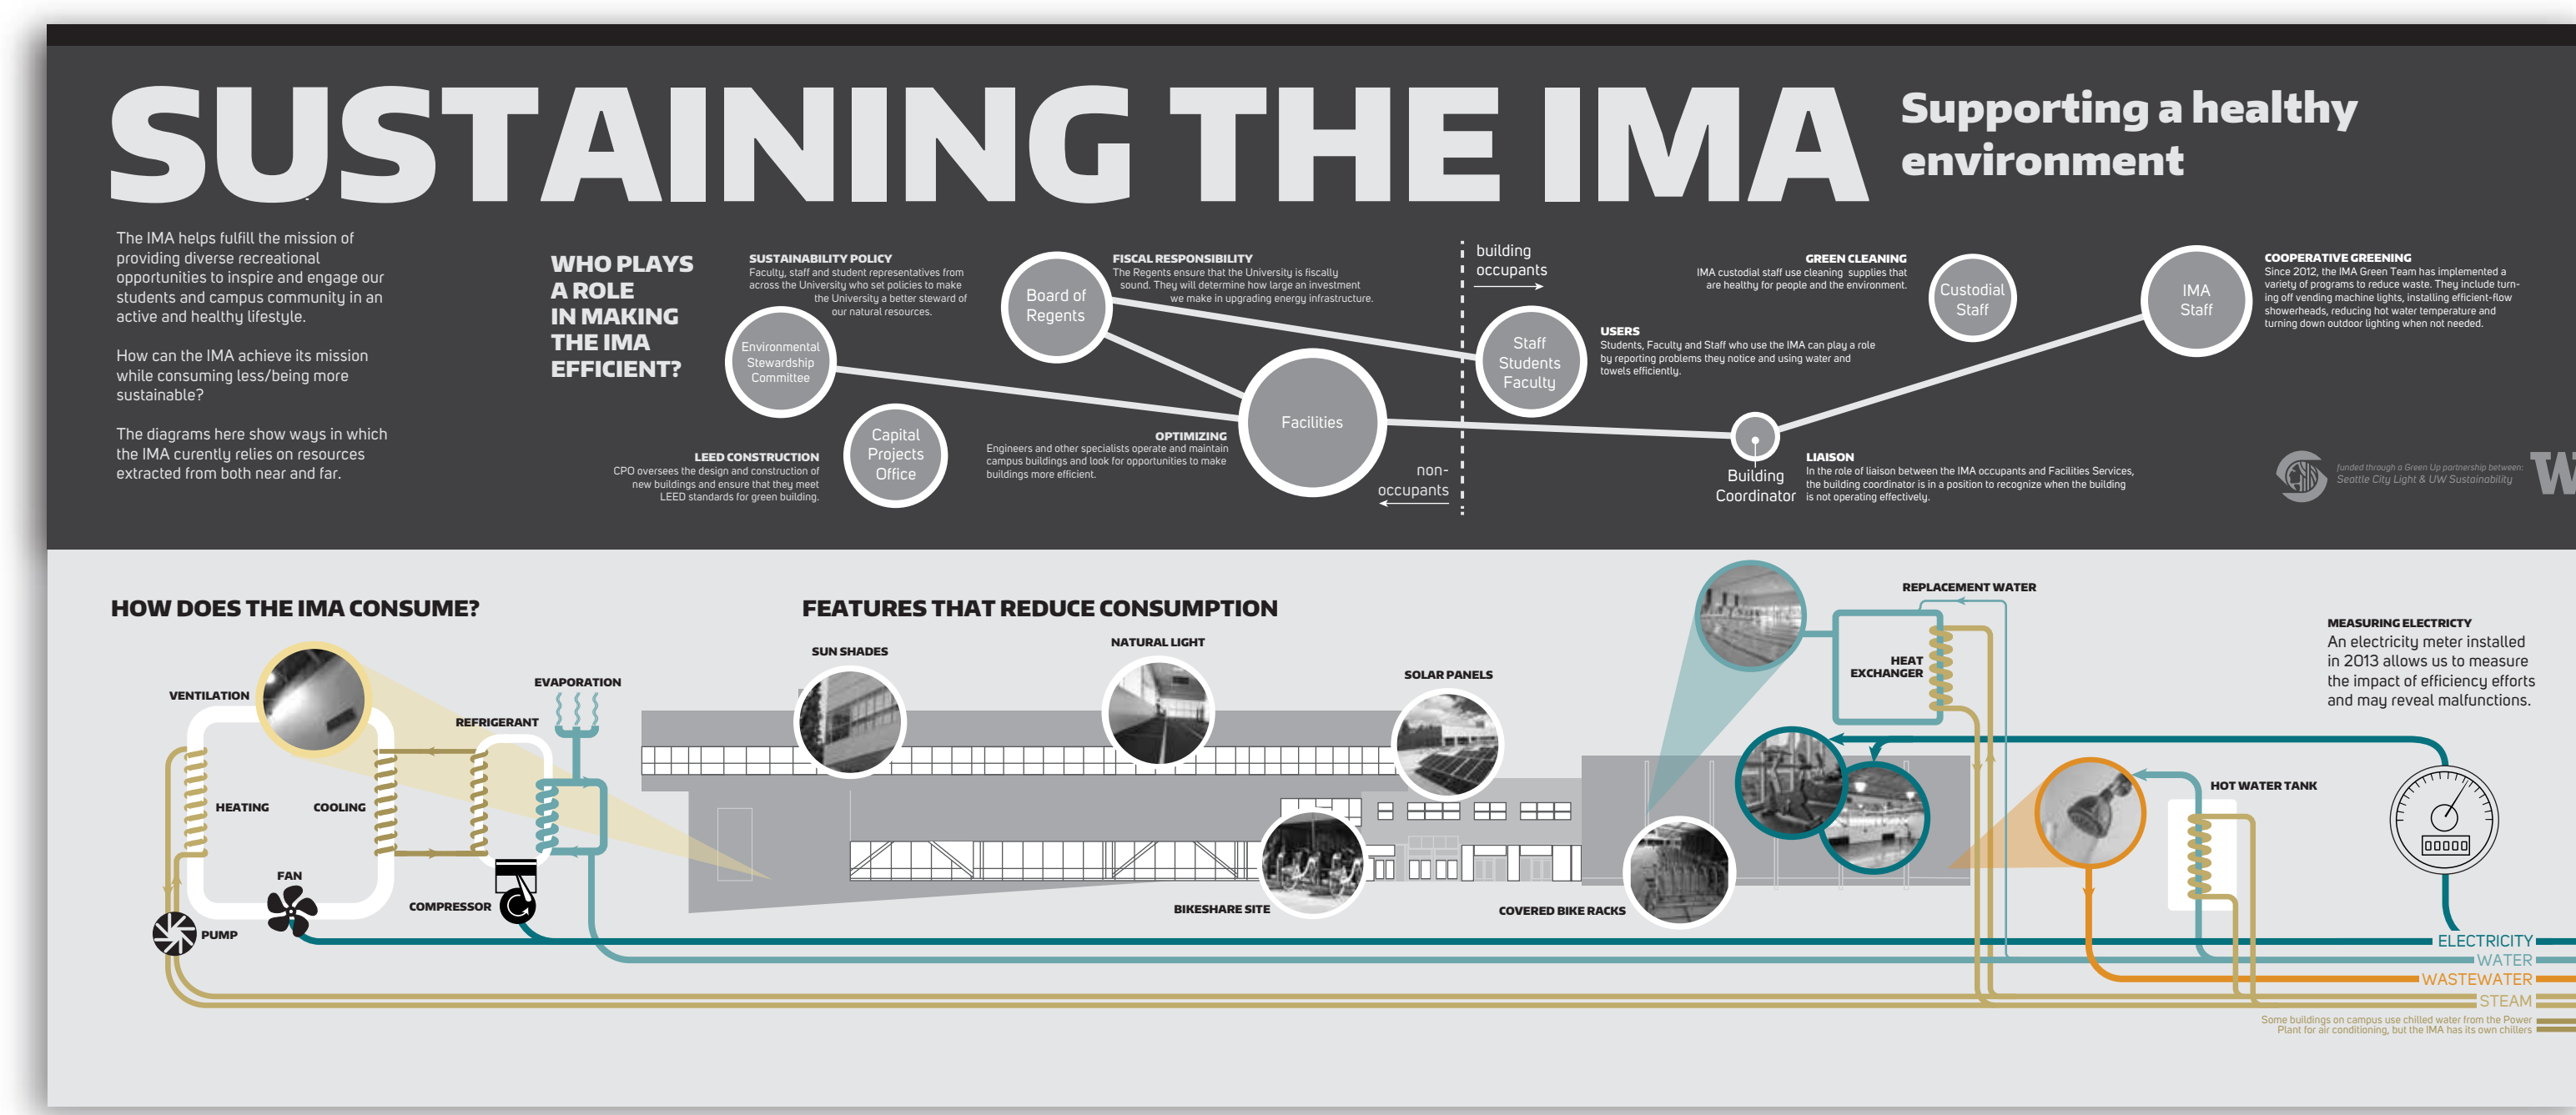 SUSTAINING THE IMA
Supporting a healthy
environment
The IMA helps fulfill the mission of
providing diverse recreational
opportunities to inspire and engage our
students and campus community in an
active and healthy lifestyle.
How can the IMA achieve its mission
while consuming less/being more
sustainable?
The diagrams here show ways in which
the IMA curently relies on resources
extracted from both near and far.
WHO PLAYS
A ROLE
IN MAKING
THE IMA
EFFICIENT?
SUSTAINABILITY POLICY
Faculty, staff and student representatives from
across the University who set policies to make
the University a better steward of
our natural resources.
Environmental
Stewardship
Committee
LEED CONSTRUCTION
CPO oversees the design and construction of
new buildings and ensure that they meet
LEED standards for green building.
Capital
Projects
Office
Board of
Regents
FISCAL RESPONSIBILITY
The Regents ensure that the University is fiscally
sound. They will determine how large an investment
we make in upgrading energy infrastructure.
OPTIMIZING
Engineers and other specialists operate and maintain
campus buildings and look for opportunities to make
buildings more efficient.
Facilities
non-
occupants
building
occupants
Staff
Students
Faculty
USERS
Students, Faculty and Staff who use the IMA can play a role
by reporting problems they notice and using water and
towels efficiently.
GREEN CLEANING
IMA custodial staff use cleaning supplies that
are healthy for people and the environment.
Custodial
Staff
Building
Coordinator
LIAISON
In the role of liaison between the IMA occupants and Facilities Services,
the building coordinator is in a position to recognize when the building
is not operating effectively.
IMA
Staff
COOPERATIVE GREENING
Since 2012, the IMA Green Team has implemented a
variety of programs to reduce waste. They include turn-
ing off vending machine lights, installing efficient-flow
showerheads, reducing hot water temperature and
turning down outdoor lighting when not needed.
funded through a Green Up partnership between:
Seattle City Light & UW Sustainability
W
HOW DOES THE IMA CONSUME?
VENTILATION
HEATING
COOLING
FAN
PUMP
REFRIGERANT
EVAPORATION
COMPRESSOR
FEATURES THAT REDUCE CONSUMPTION
SUN SHADES
NATURAL LIGHT
SOLAR PANELS
BIKESHARE SITE
COVERED BIKE RACKS
REPLACEMENT WATER
HEAT
EXCHANGER
HOT WATER TANK
MEASURING ELECTRICTY
An electricity meter installed
in 2013 allows us to measure
the impact of efficiency efforts
and may reveal malfunctions.
00000
ELECTRICITY
WATER
WASTEWATER
STEAM
Some buildings on campus use chilled water from the Power
Plant for air conditioning, but the IMA has its own chillers